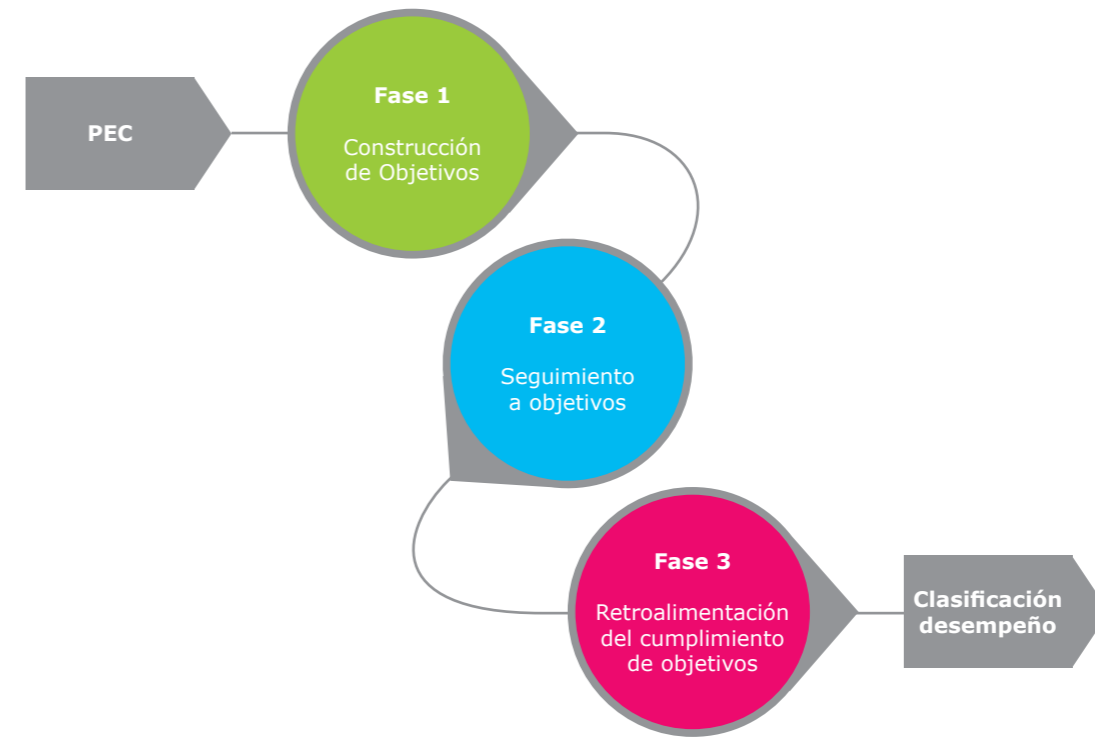 PEC
Fase 1
Construcción
de Objetivos
Fase 2
Seguimiento
a objetivos
Fase 3
Retroalimentación
del cumplimiento
de objetivos
Clasificación
desempeño